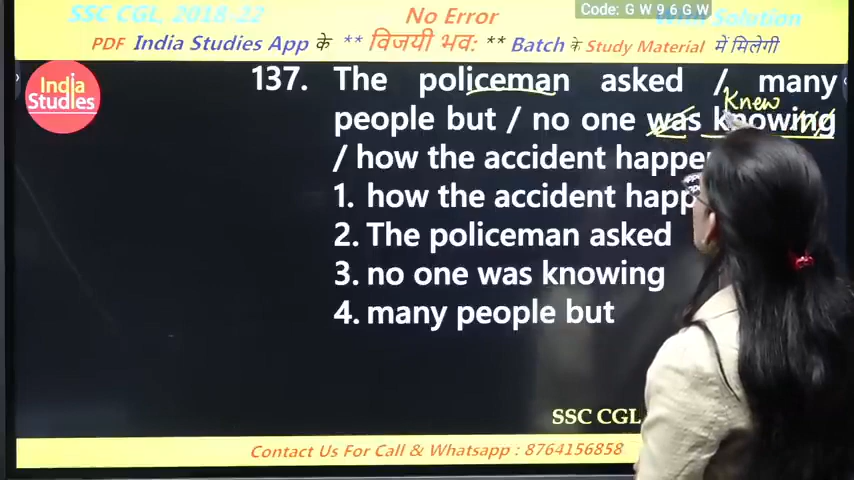 SSC CGL, 2018-22 No Error With Solution
Code: G W 9 6 G W
PDF India Studies App के ** विजयी भव: ** Batch के Study Material में मिलेगी
India
Studies
137. The policeman asked / many
knew
people but / no one was knowing
/ how the accident
1. how the accident
2. The policeman asked
3. no one was knowing
4. many people but
SSC CGL
Contact Us For Call & Whatsapp : 8764156858